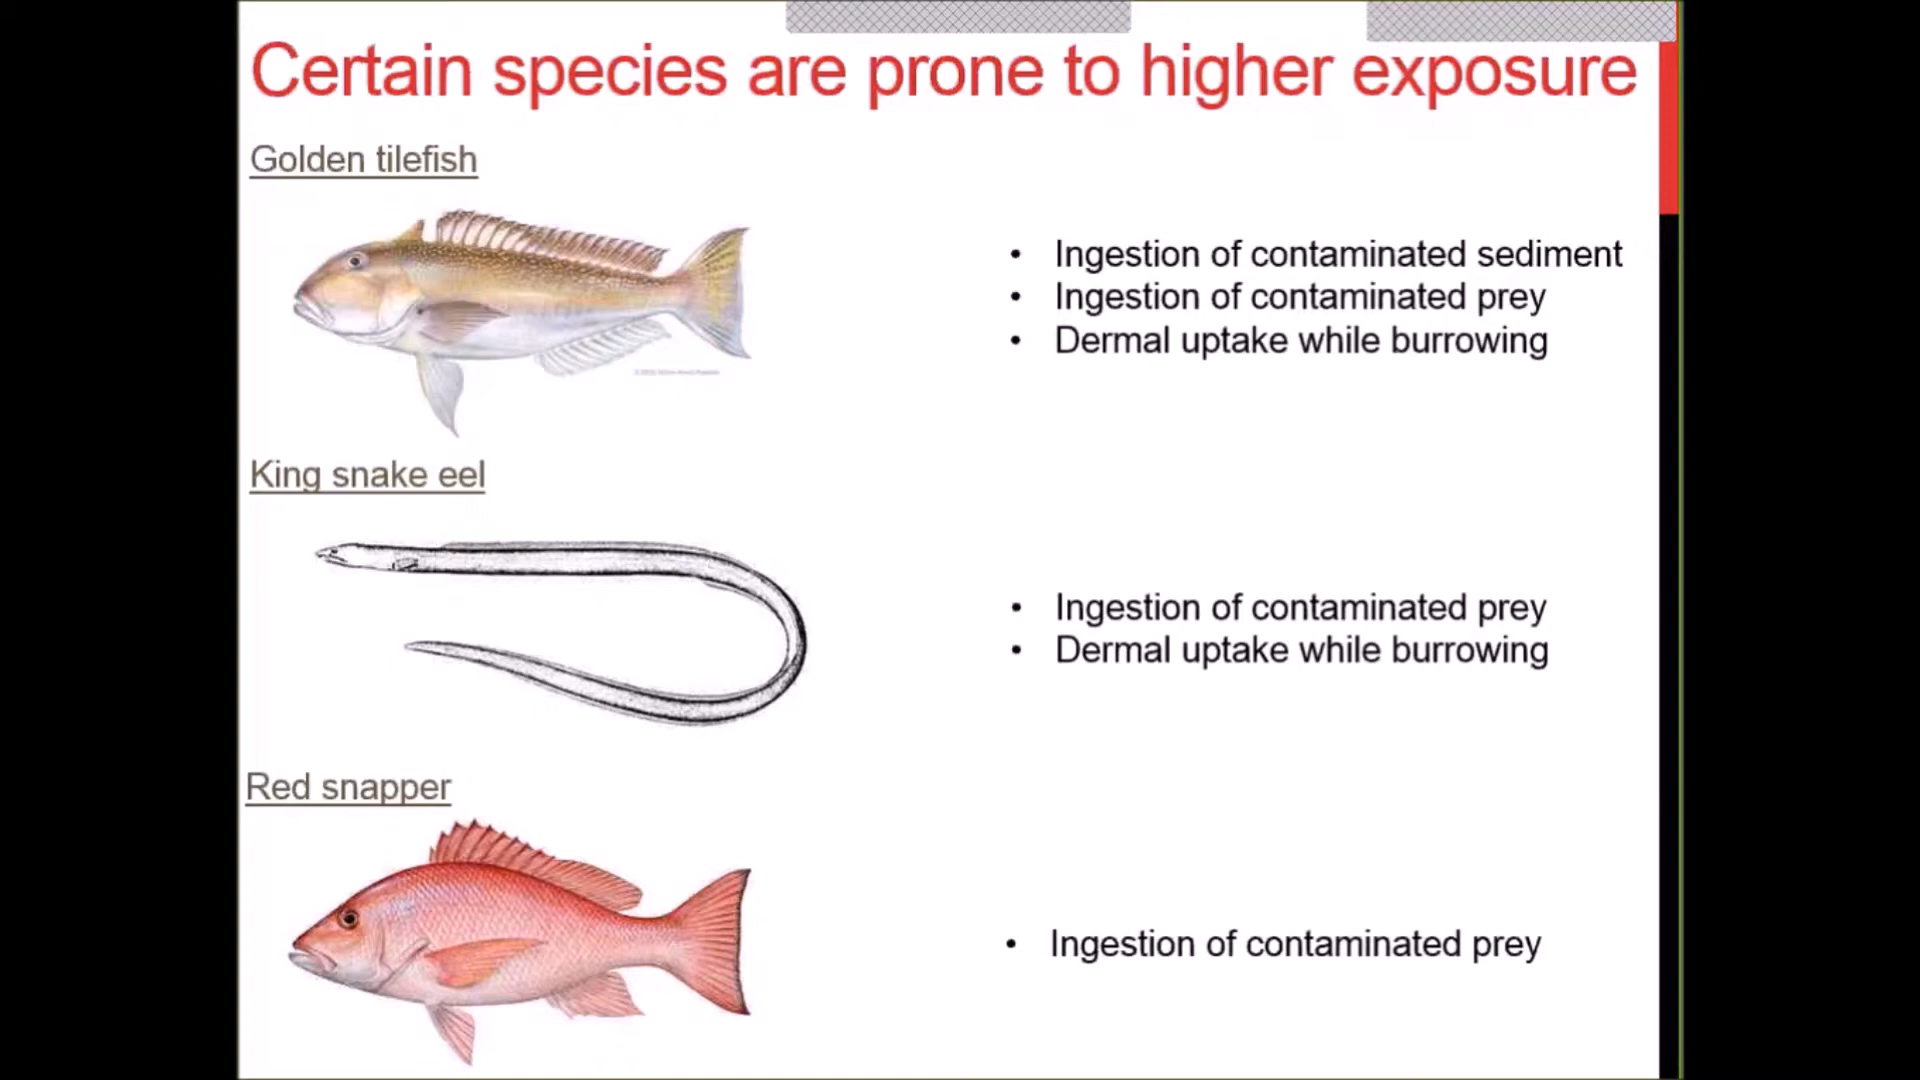 Certain species are prone to higher exposure
Golden tilefish
• Ingestion of contaminated sediment
• Ingestion of contaminated prey
• Dermal uptake while burrowing
King snake eel
• Ingestion of contaminated prey
• Dermal uptake while burrowing
Red snapper
• Ingestion of contaminated prey